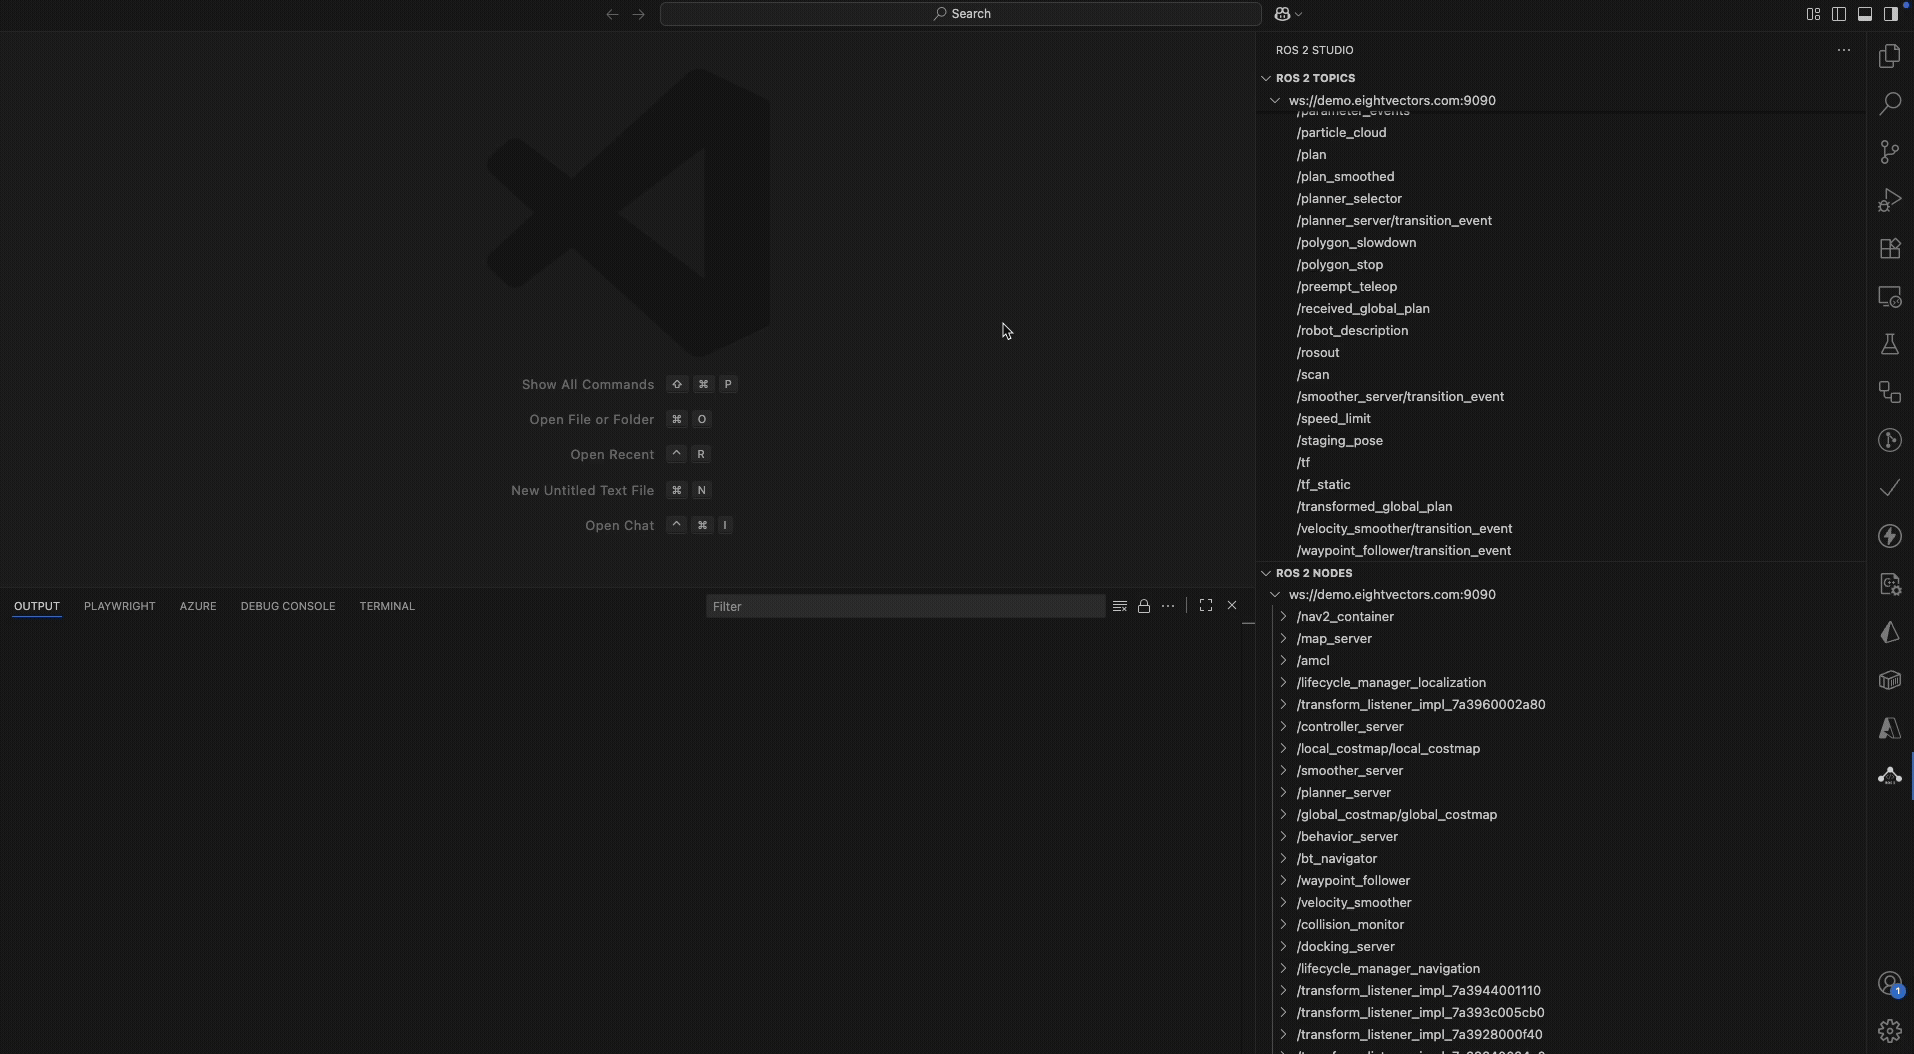 Search
ROS 2 STUDIO
ROS 2 TOPICS
ws://demo.eightvectors.com:9090
/parameter_events
/particle_cloud
/plan
/plan_smoothed
/planner_selector
/planner_server/transition_event
/polygon_slowdown
/polygon_stop
/preempt_teleop
/received_global_plan
/robot_description
/rosout
/scan
/smoother_server/transition_event
/speed_limit
/staging_pose
/tf
/tf_static
/transformed_global_plan
/velocity_smoother/transition_event
/waypoint_follower/transition_event
Show All Commands ⇧ ⌘ P
Open File or Folder ⌘ O
Open Recent ^ R
New Untitled Text File ⌘ N
Open Chat ^ ⌘ I
OUTPUT PLAYWRIGHT AZURE DEBUG CONSOLE TERMINAL
Filter
ROS 2 NODES
ws://demo.eightvectors.com:9090
/nav2_container
/map_server
/amcl
/lifecycle_manager_localization
/transform_listener_impl_7a3960002a80
/controller_server
/local_costmap/local_costmap
/smoother_server
/planner_server
/global_costmap/global_costmap
/behavior_server
/bt_navigator
/waypoint_follower
/velocity_smoother
/collision_monitor
/docking_server
/lifecycle_manager_navigation
/transform_listener_impl_7a3944001110
/transform_listener_impl_7a393c005cb0
/transform_listener_impl_7a3928000f40
1